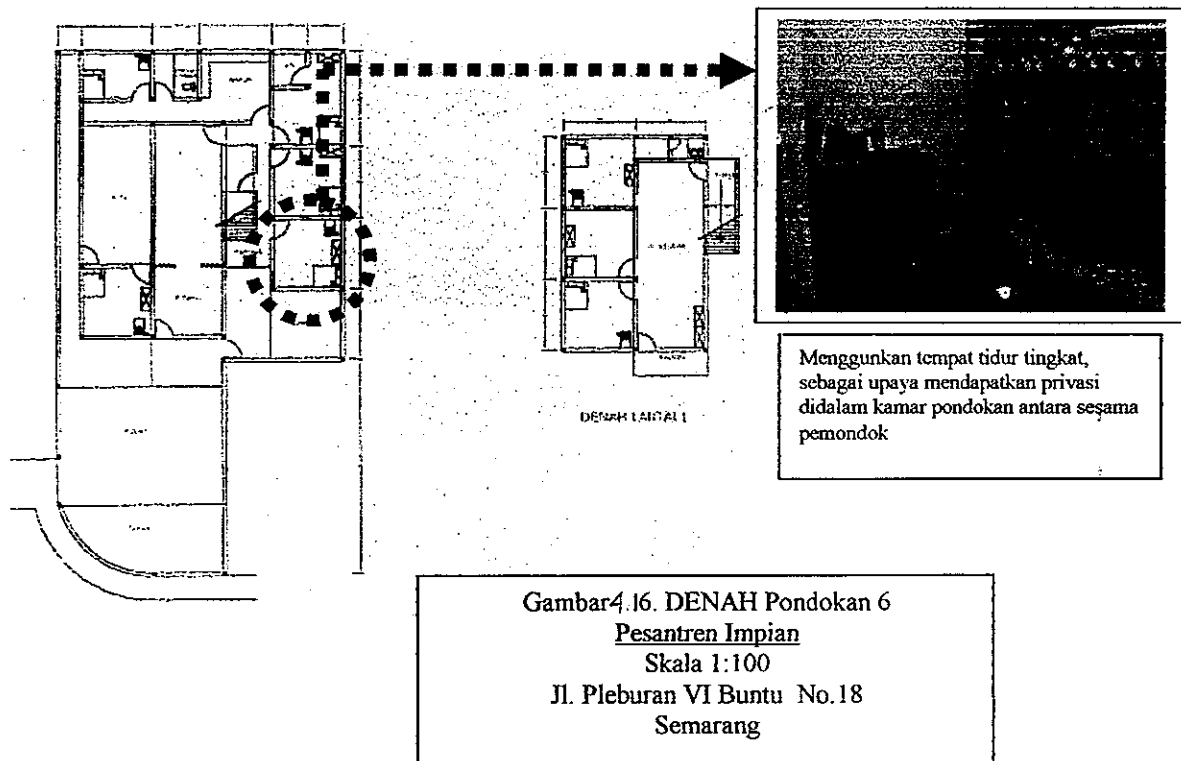 Menggunkan tempat tidur tingkat,
sebagai upaya mendapatkan privasi
didalam kamar pondokan antara sesama
pemondok
DENAH LANTAI 1
Gambar4.16. DENAH Pondokan 6
Pesantren Impian
Skala 1:100
Jl. Pleburan VI Buntu No.18
Semarang